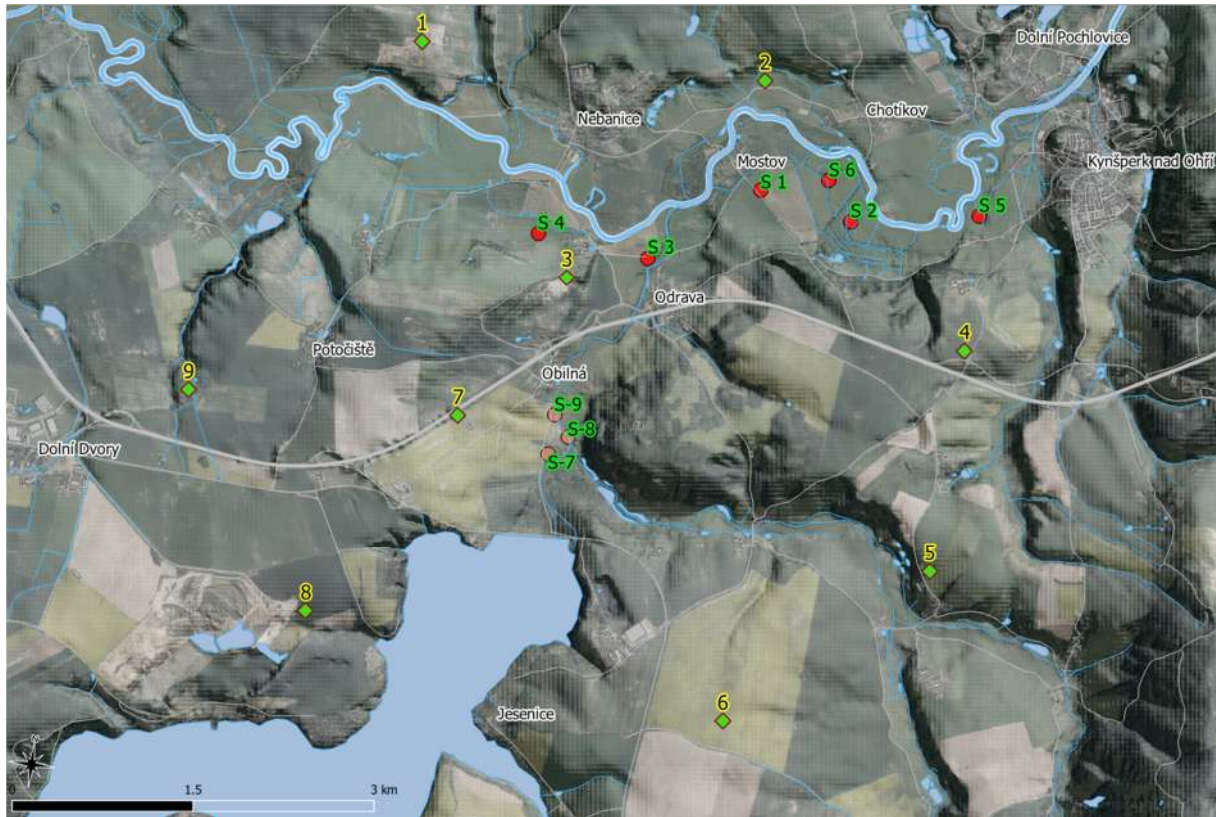 1
Dolní Pochlovice
2
Chotíkov
Nebanice
Mostov
Kynšperk nad Ohří
S 6
S 1
S 2
S 5
S 4
S 3
3
Odrava
4
Potočiště
Obilná
9
7
S-9
S-8
Dolní Dvory
S-7
5
8
6
Jesenice
N
0
1.5
3 km